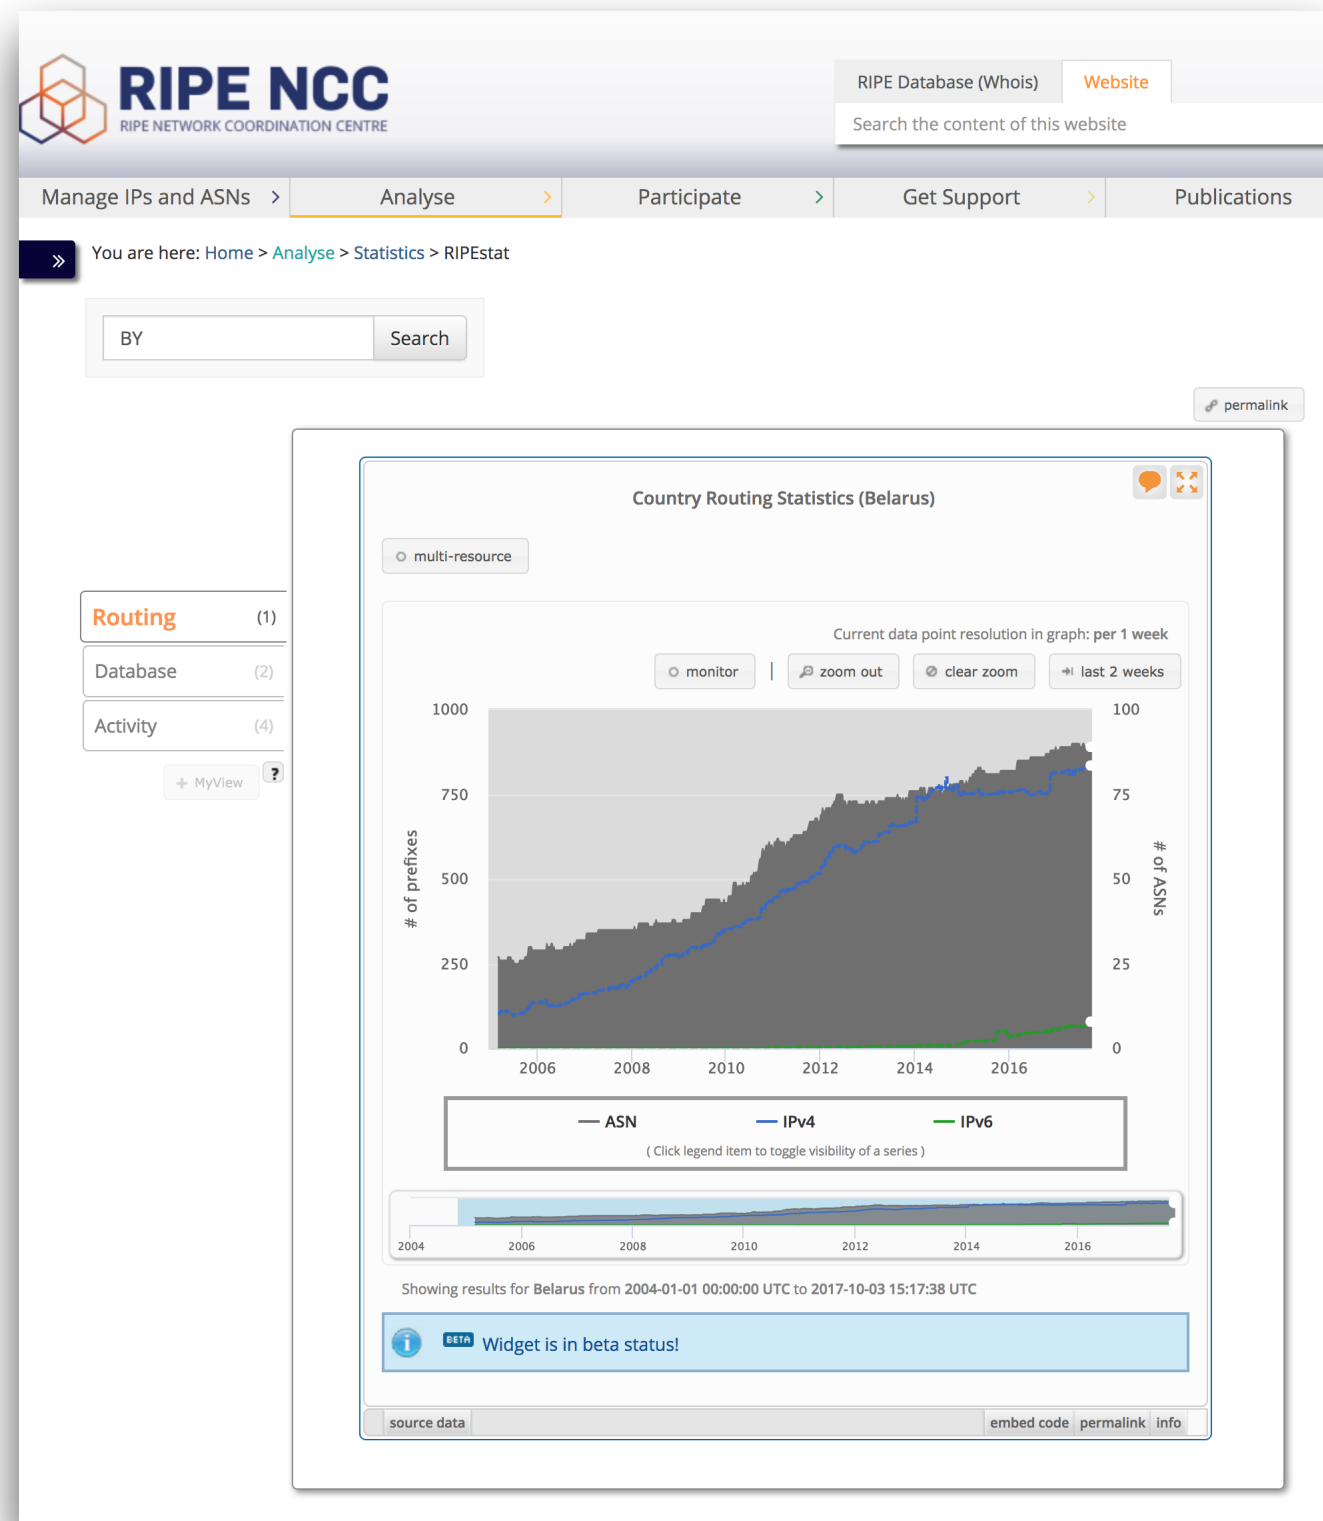 RIPE NCC
RIPE NETWORK COORDINATION CENTRE
RIPE Database (Whois) Website
Search the content of this website
Manage IPs and ASNs > Analyse > Participate > Get Support > Publications
» You are here: Home > Analyse > Statistics > RIPEstat
BY Search
permalink
Country Routing Statistics (Belarus)
multi-resource
Routing (1)
Database (2)
Activity (4)
+ MyView ?
Current data point resolution in graph: per 1 week
monitor | zoom out clear zoom last 2 weeks
1000 100
750 75
500 50
250 25
0 0
# of prefixes
# of ASNs
2006 2008 2010 2012 2014 2016
ASN IPv4 IPv6
( Click legend item to toggle visibility of a series )
2004 2006 2008 2010 2012 2014 2016
Showing results for Belarus from 2004-01-01 00:00:00 UTC to 2017-10-03 15:17:38 UTC
i BETA Widget is in beta status!
source data embed code permalink info